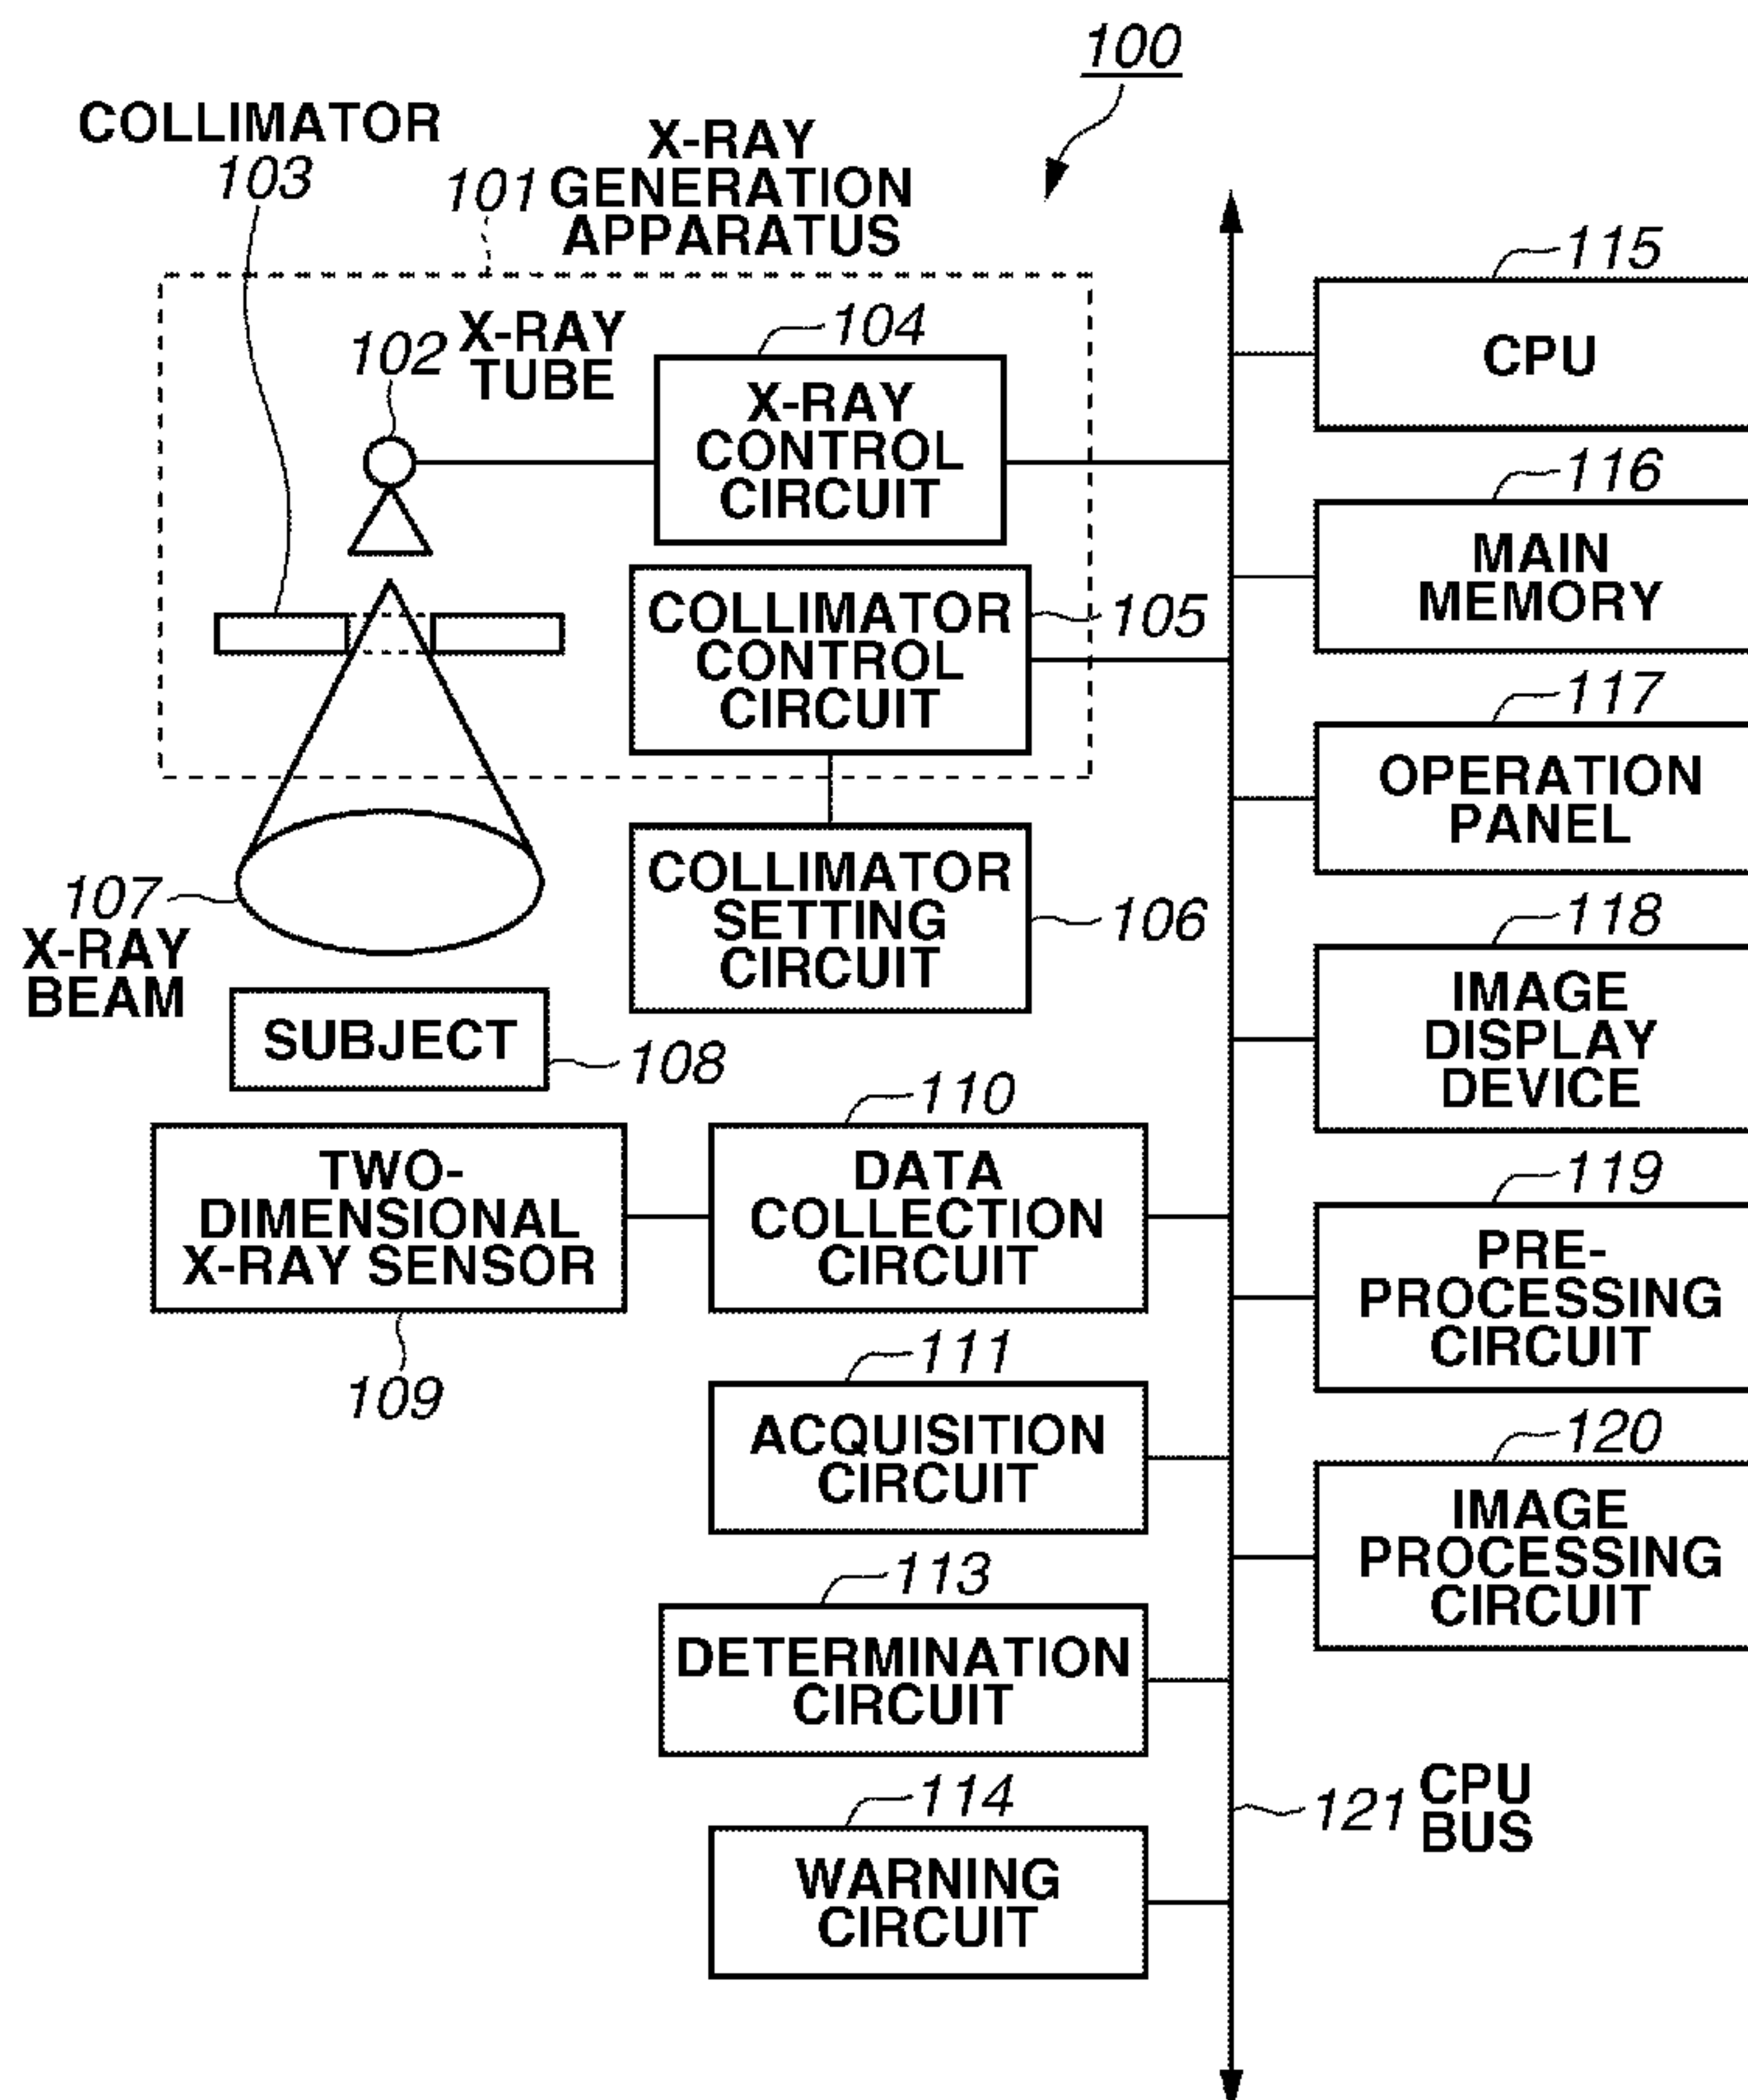 100
COLLIMATOR
103
101
X-RAY
GENERATION
APPARATUS
102
X-RAY
TUBE
104
X-RAY
CONTROL
CIRCUIT
COLLIMATOR
CONTROL
CIRCUIT
105
COLLIMATOR
SETTING
CIRCUIT
106
107
X-RAY
BEAM
SUBJECT
108
TWO-
DIMENSIONAL
X-RAY SENSOR
109
110
DATA
COLLECTION
CIRCUIT
111
ACQUISITION
CIRCUIT
113
DETERMINATION
CIRCUIT
114
WARNING
CIRCUIT
115
CPU
116
MAIN
MEMORY
117
OPERATION
PANEL
118
IMAGE
DISPLAY
DEVICE
119
PRE-
PROCESSING
CIRCUIT
120
IMAGE
PROCESSING
CIRCUIT
121
CPU
BUS